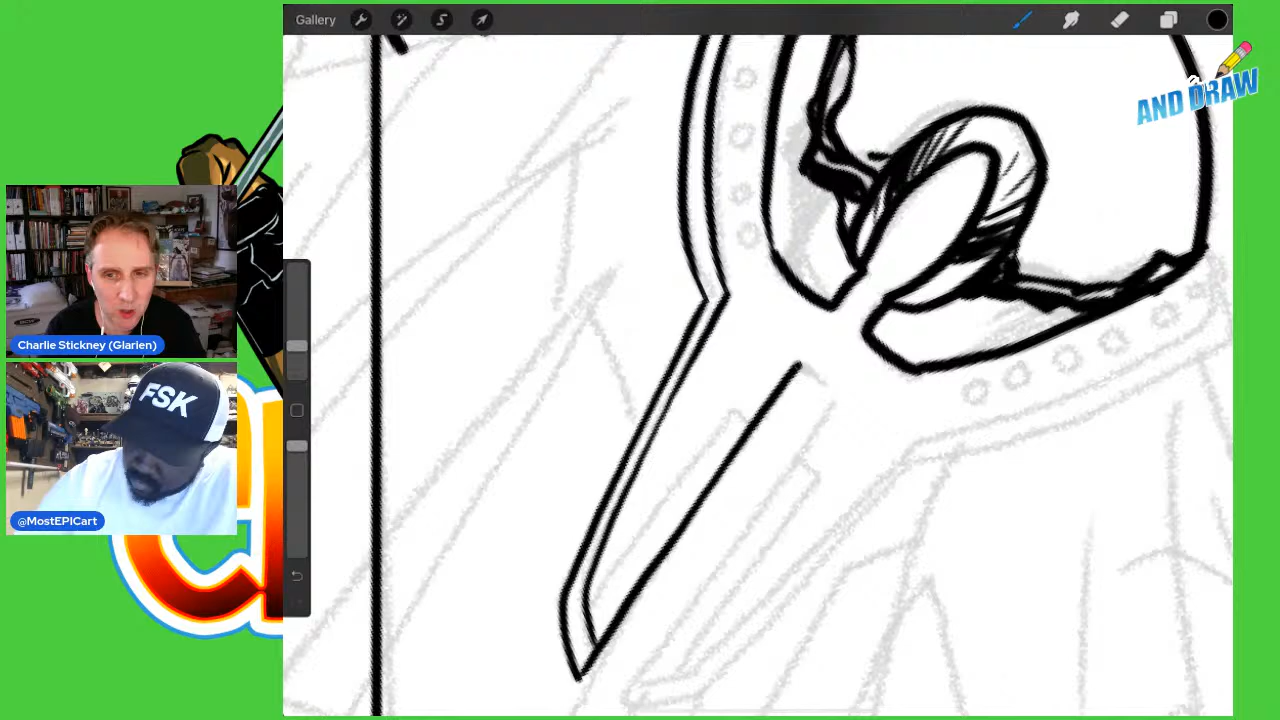 Gallery
AND DRAW
Charlie Stickney (Glarien)
FSK
@MostEPICart